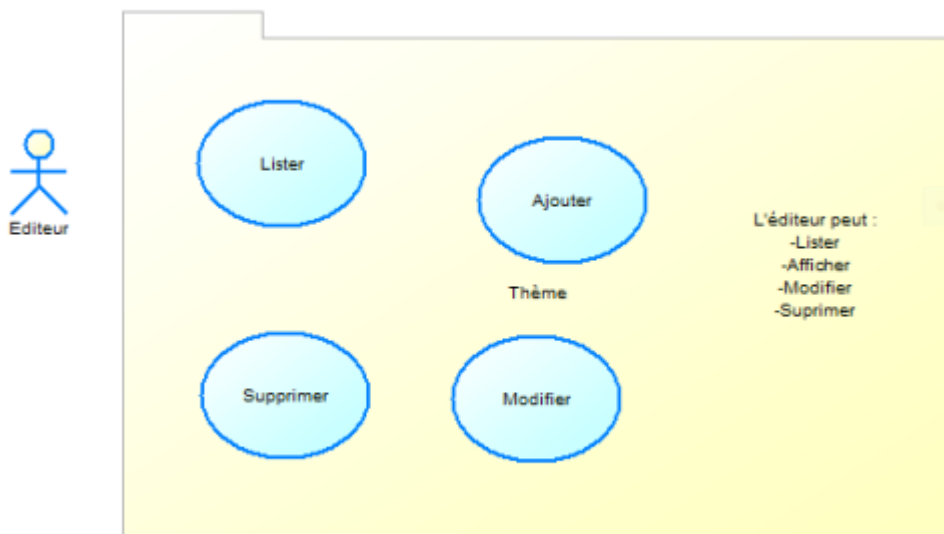 Lister
Ajouter
Editeur
L'éditeur peut :
-Lister
-Afficher
-Modifier
-Suprimer
Thème
Supprimer
Modifier